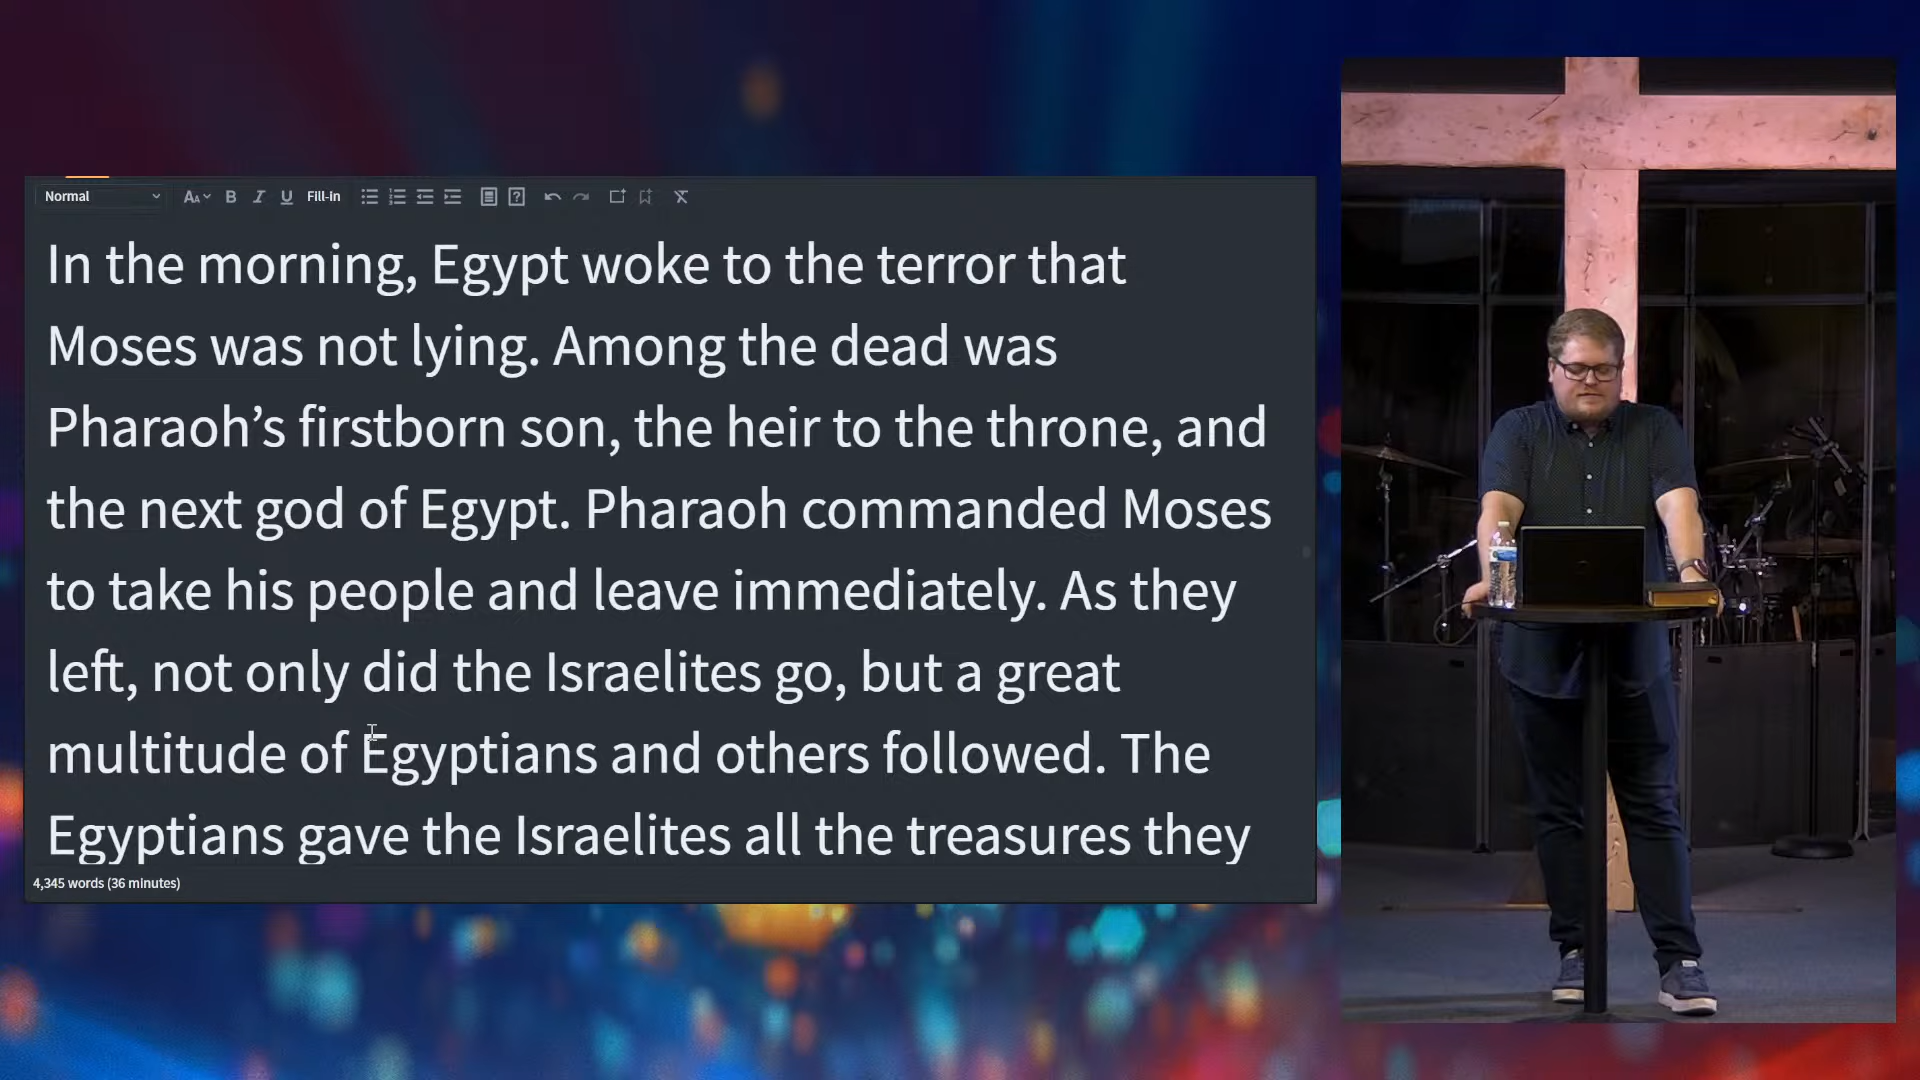 Normal
AA
B
I
U
Fill-in
In the morning, Egypt woke to the terror that
Moses was not lying. Among the dead was
Pharaoh’s firstborn son, the heir to the throne, and
the next god of Egypt. Pharaoh commanded Moses
to take his people and leave immediately. As they
left, not only did the Israelites go, but a great
multitude of Egyptians and others followed. The
Egyptians gave the Israelites all the treasures they
4,345 words (36 minutes)